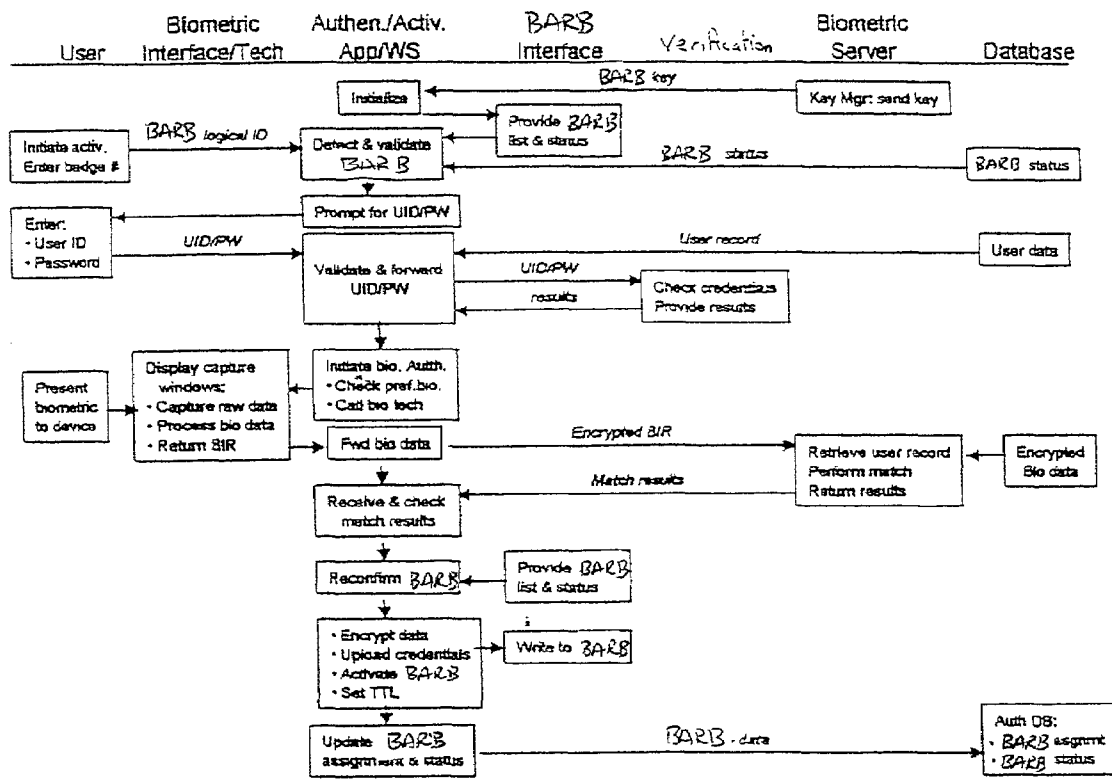 User
Biometric
Interface/Tech
Authen./Activ.
App/WS
BARB
Interface
Verification
Biometric
Server
Database
BARB key
Initialize
Key Mgr: send key
Provide BARB
list & status
Initiate activ.
Enter badge #
BARB logical ID
Detect & validate
BARB
BARB status
BARB status
Prompt for UID/PW
Enter:
• User ID
• Password
UID/PW
User record
User data
Validate & forward
UID/PW
UID/PW
results
Check credentials
Provide results
Present
biometric
to device
Display capture
windows:
• Capture raw data
• Process bio data
• Return BIR
Initiate bio. Auth.
• Check pref.bio.
• Call bio tech
Fwd bio data
Encrypted BIR
Retrieve user record
Perform match
Return results
Encrypted
Bio data
Match results
Receive & check
match results
Reconfirm BARB
Provide BARB
list & status
• Encrypt data
• Upload credentials
• Activate BARB
• Set TTL
Write to BARB
Update BARB
assignment & status
BARB data
Auth DB:
• BARB asgnmt
• BARB status